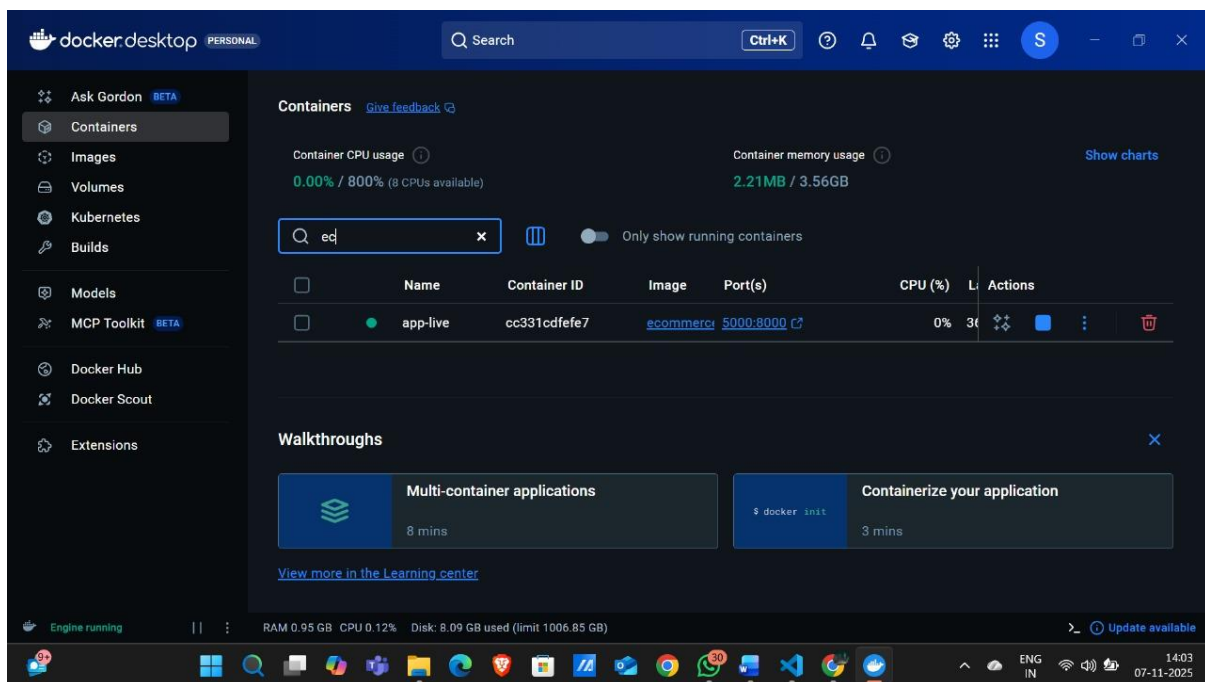 docker.desktop PERSONAL
Search
Ctrl+K
S
Ask Gordon BETA
Containers
Images
Volumes
Kubernetes
Builds
Models
MCP Toolkit BETA
Docker Hub
Docker Scout
Extensions
Containers Give feedback
Container CPU usage
0.00% / 800% (8 CPUs available)
Container memory usage
2.21MB / 3.56GB
Show charts
Only show running containers
Name Container ID Image Port(s) CPU (%) Actions
app-live cc331cdfefe7 ecommerce 5000:8000 0% 36
Walkthroughs
Multi-container applications
8 mins
$ docker init
Containerize your application
3 mins
View more in the Learning center
Engine running
RAM 0.95 GB CPU 0.12% Disk: 8.09 GB used (limit 1006.85 GB)
Update available
9+
30
ENG
IN
14:03
07-11-2025